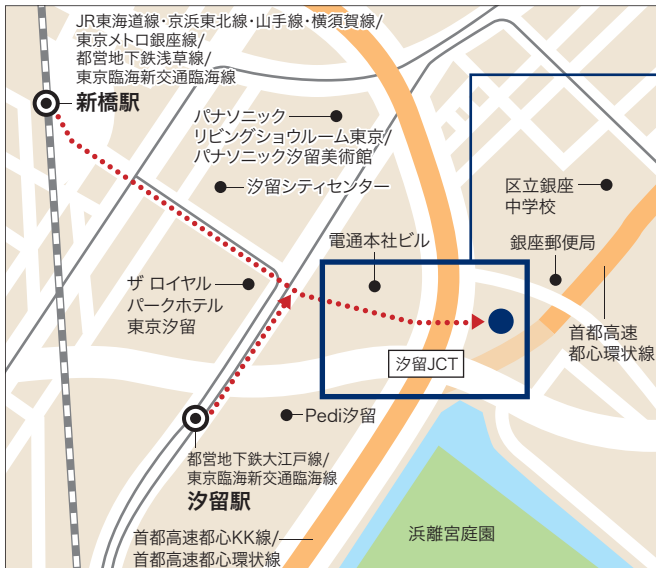 JR東海道線・京浜東北線・山手線・横須賀線/
東京メトロ銀座線/
都営地下鉄浅草線/
東京臨海新交通臨海線
新橋駅
パナソニック
リビングショウルーム東京/
パナソニック汐留美術館
汐留シティセンター
区立銀座
中学校
電通本社ビル
銀座郵便局
ザ ロイヤル
パークホテル
東京汐留
首都高速
都心環状線
汐留JCT
Pedi汐留
都営地下鉄大江戸線/
東京臨海新交通臨海線
汐留駅
首都高速都心KK線/
首都高速都心環状線
浜離宮庭園